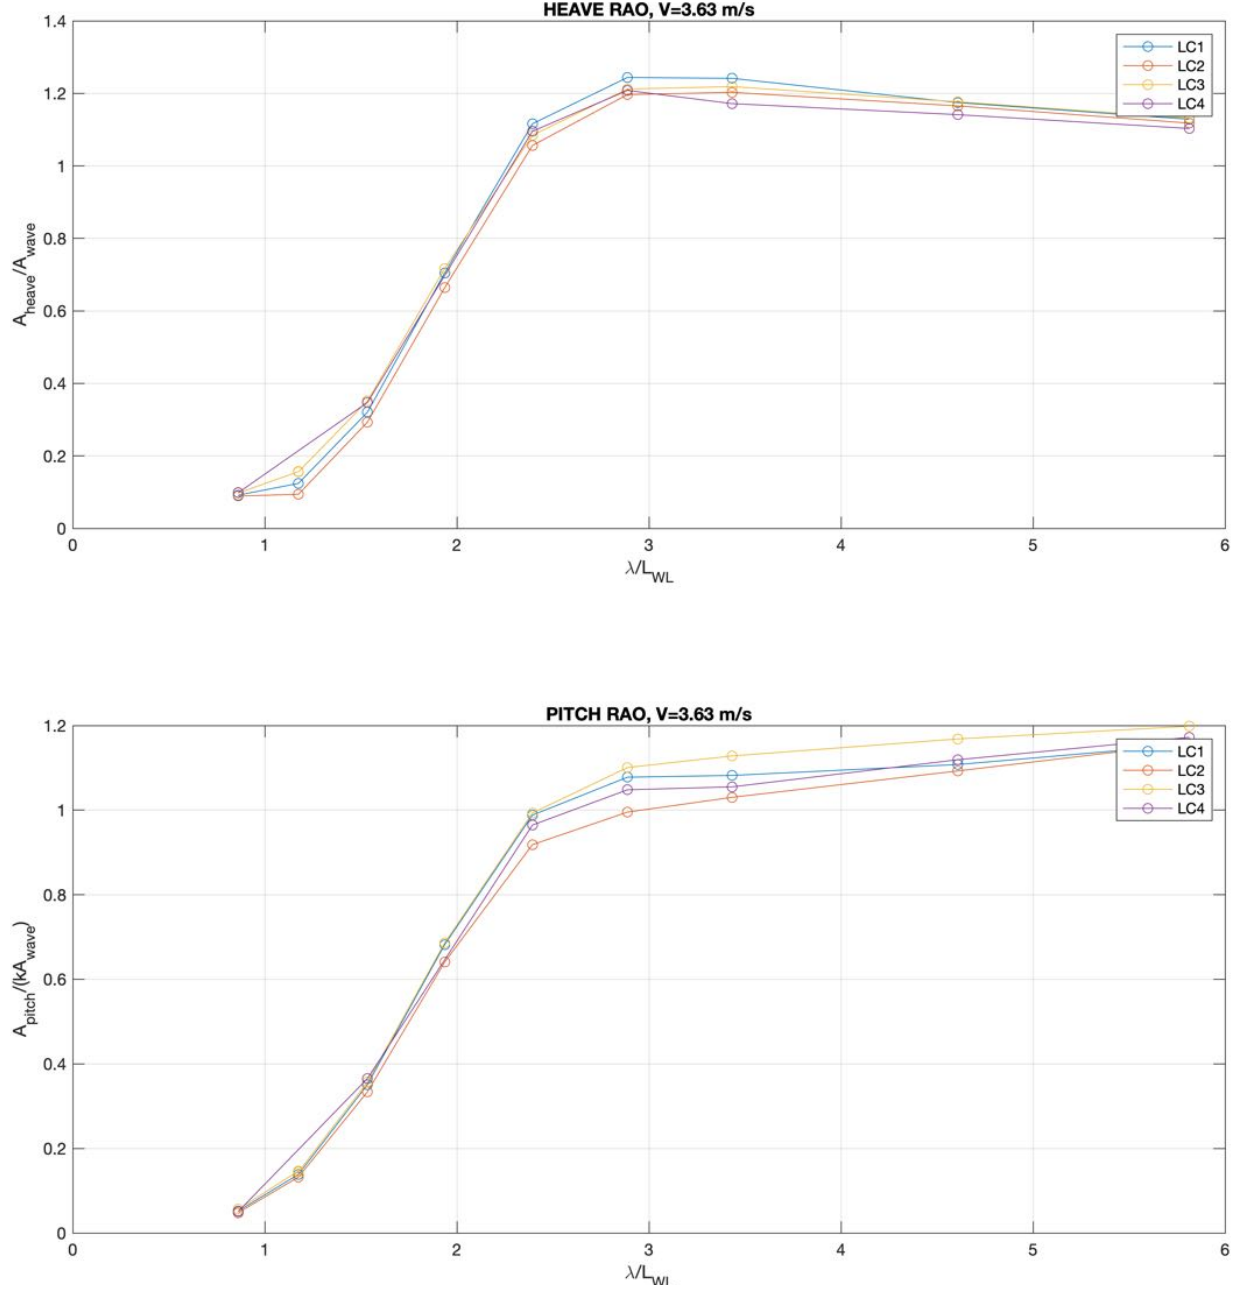 HEAVE RAO, V=3.63 m/s
1.4
1.2
1
0.8
0.6
0.4
0.2
0
A_heave/A_wave
LC1
LC2
LC3
LC4
0 1 2 3 4 5 6
λ/L_WL
PITCH RAO, V=3.63 m/s
1.2
1
0.8
0.6
0.4
0.2
0
A_pitch/(kA_wave)
LC1
LC2
LC3
LC4
0 1 2 3 4 5 6
λ/L_WL